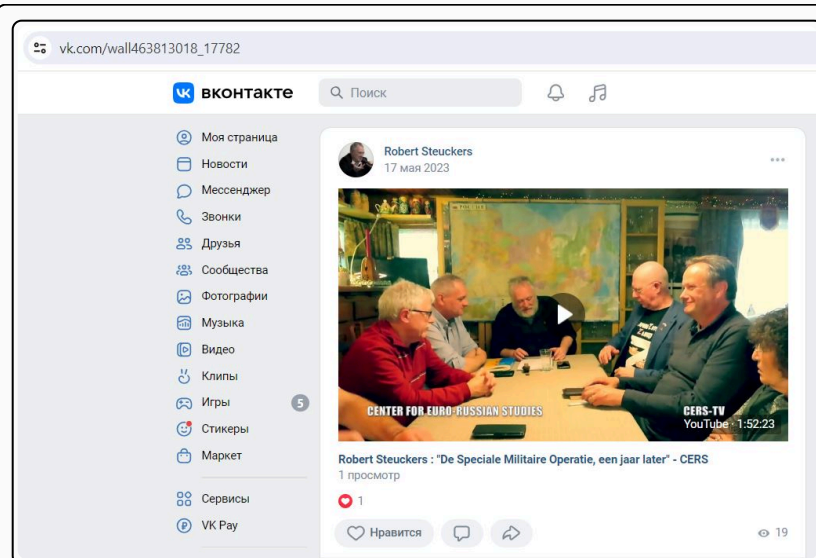 vk.com/wall463813018_17782
вконтакте
Поиск
Моя страница
Новости
Мессенджер
Звонки
Друзья
Сообщества
Фотографии
Музыка
Видео
Клипы
Игры 5
Стикеры
Маркет
Сервисы
VK Pay
Robert Steuckers
17 мая 2023
CENTER FOR EURO-RUSSIAN STUDIES
CERS-TV
YouTube · 1:52:23
Robert Steuckers : "De Speciale Militaire Operatie, een jaar later" - CERS
1 просмотр
1
Нравится
19